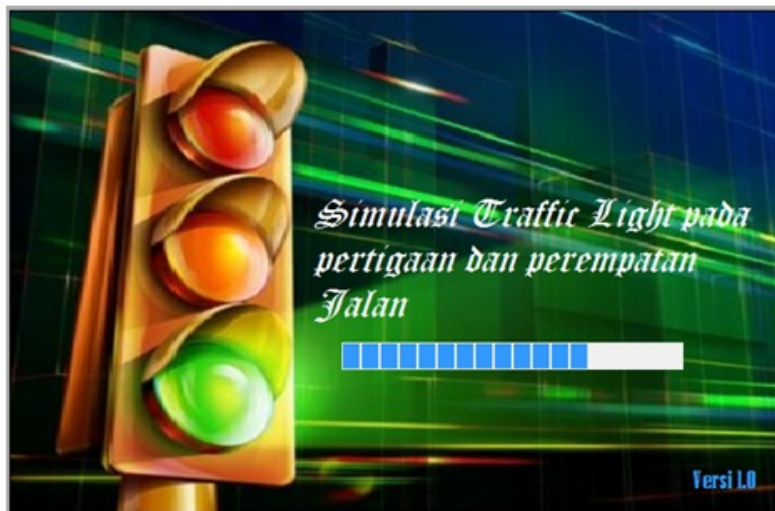 Simulasi Traffic Light pada
pertigaan dan perempatan
Jalan
Versi 1.0